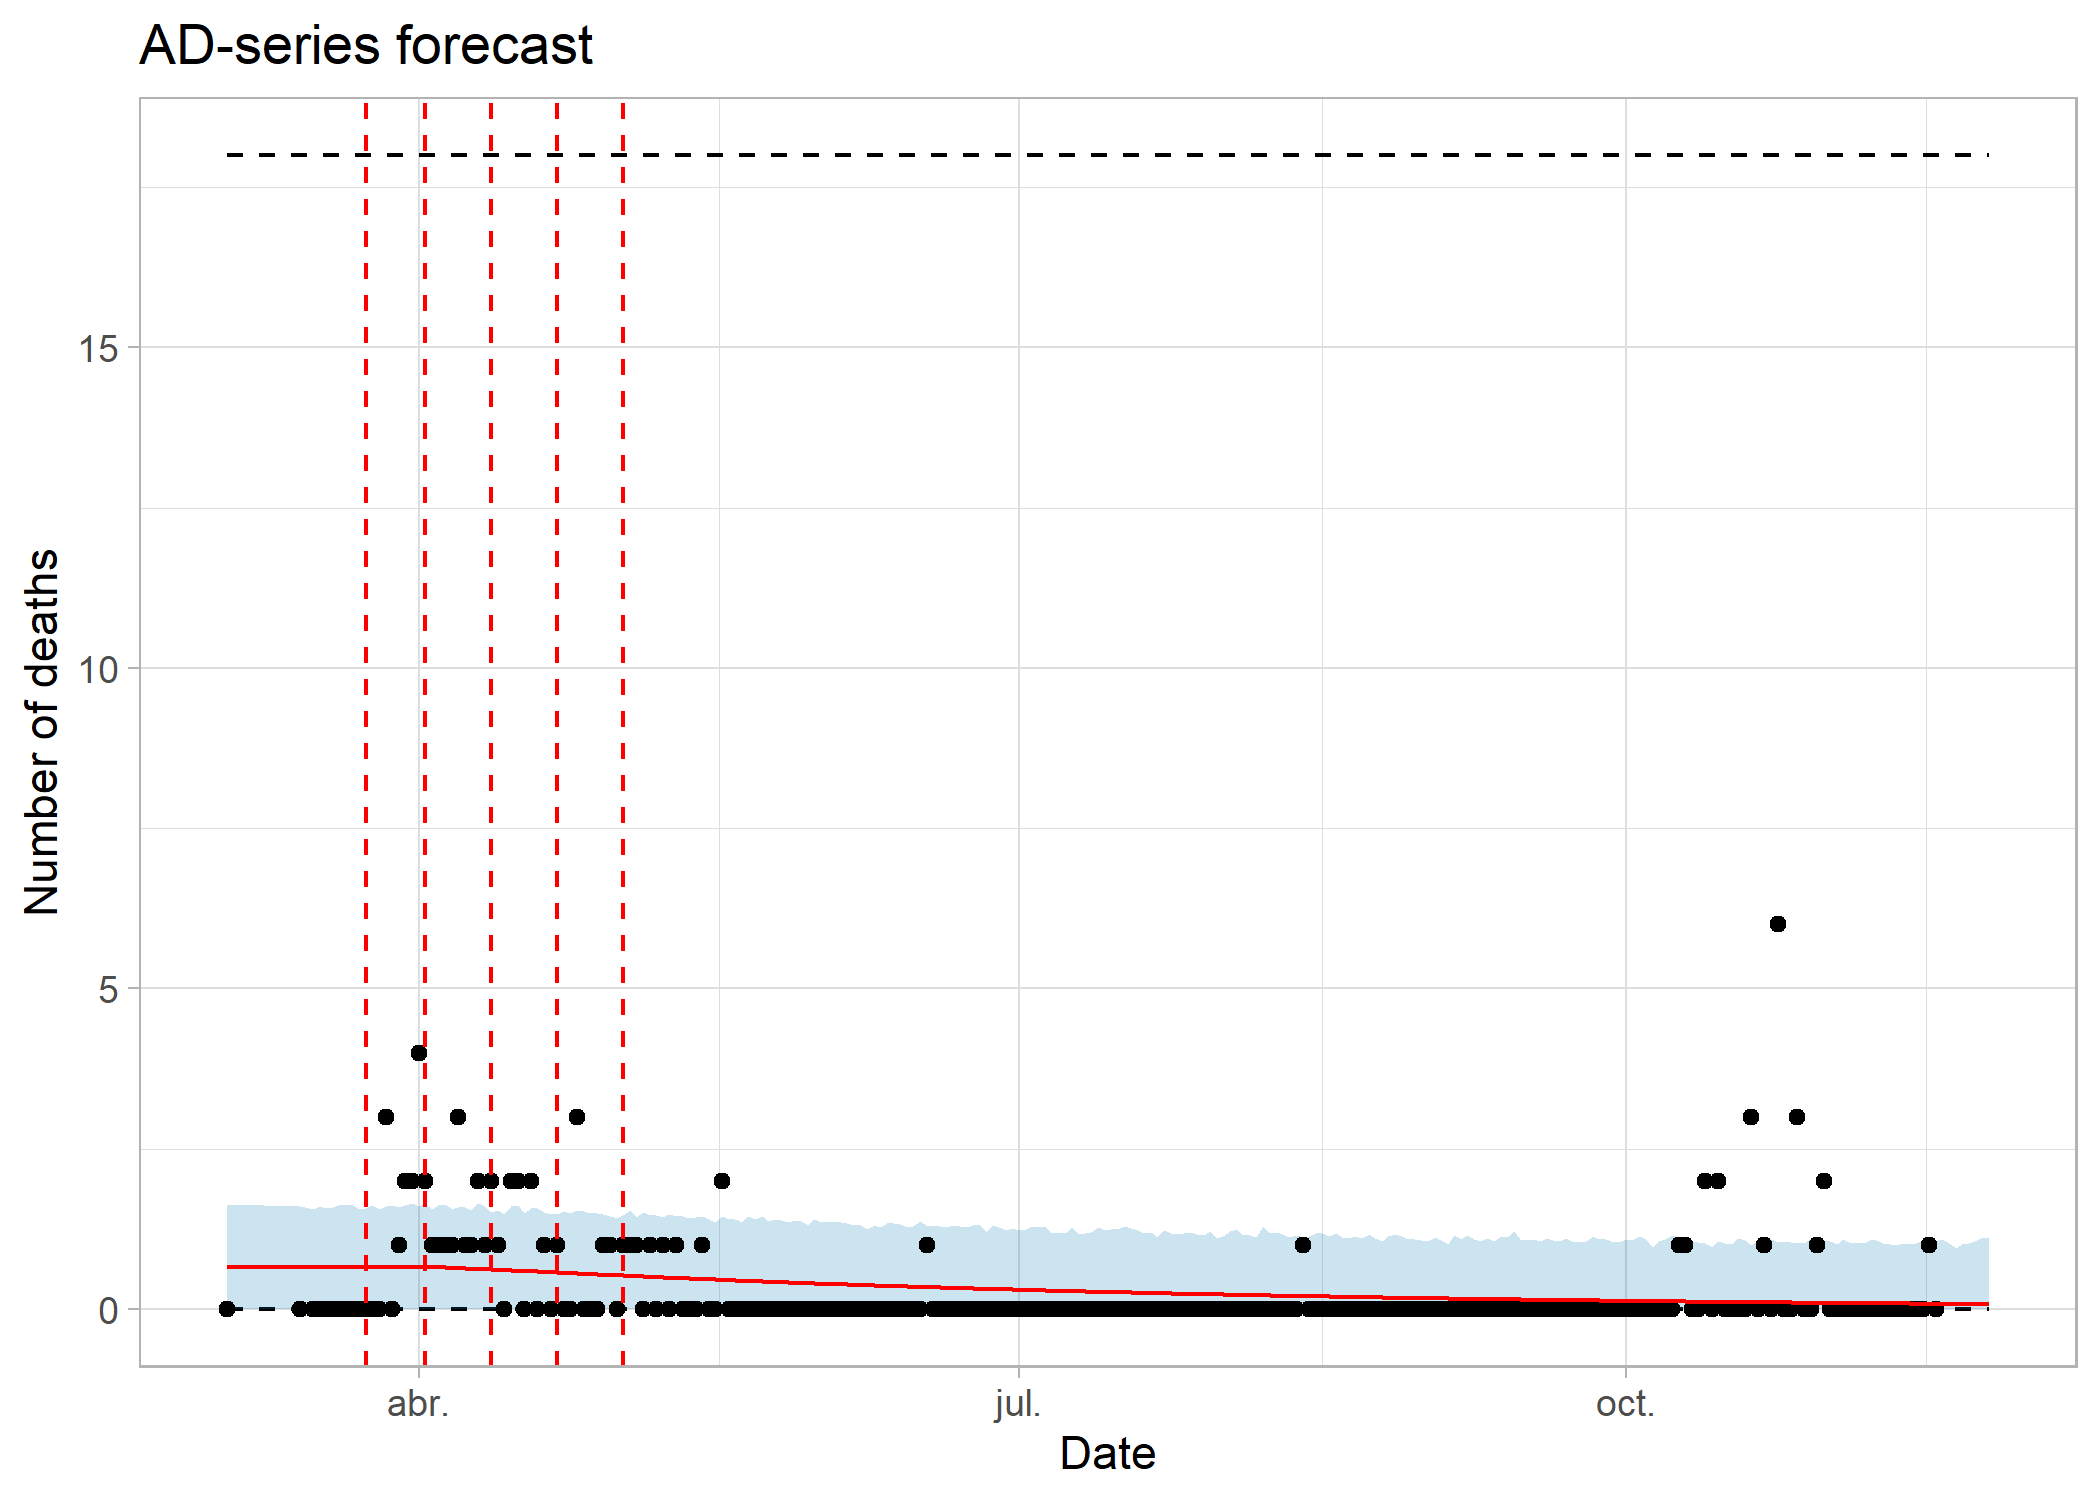 AD-series forecast
Number of deaths
15
10
5
0
abr.
jul.
oct.
Date